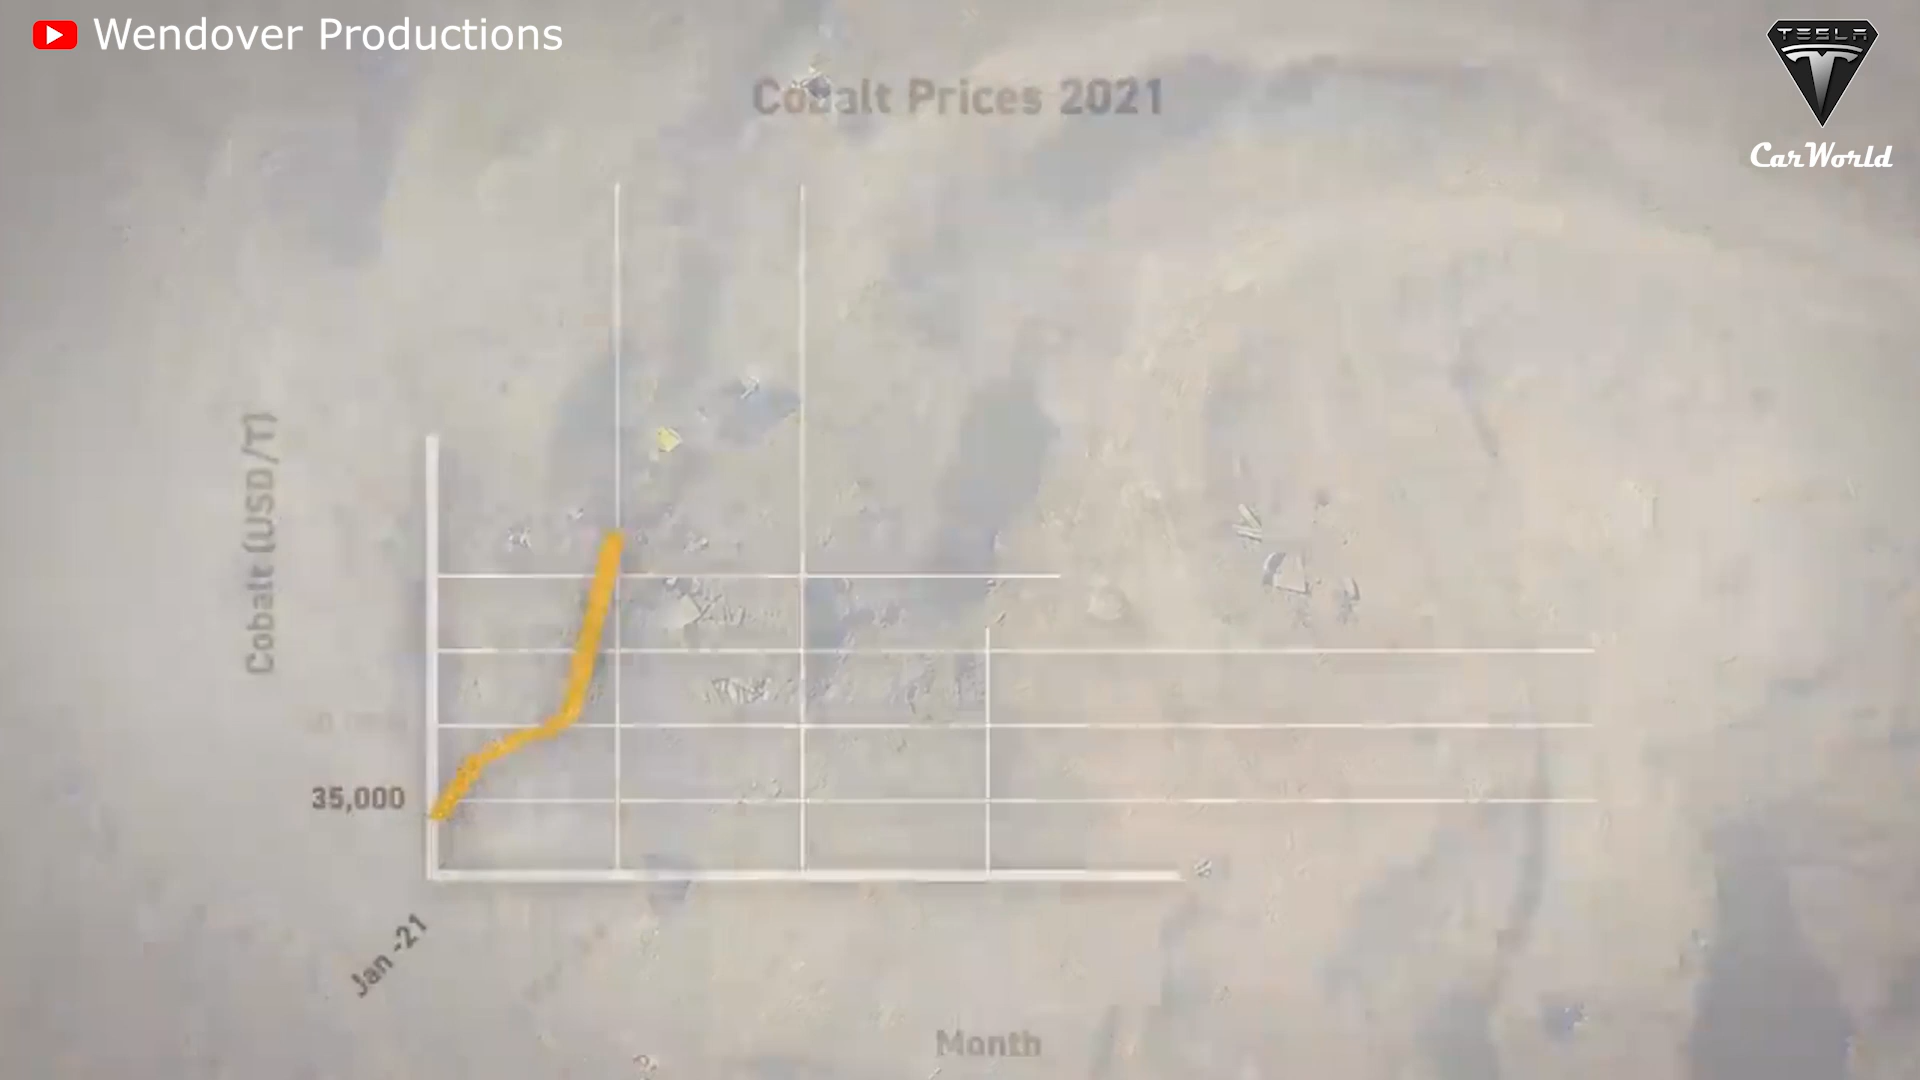 Wendover Productions
TESLA
CarWorld
Cobalt Prices 2021
Cobalt (USD/T)
35,000
Jan -21
Month